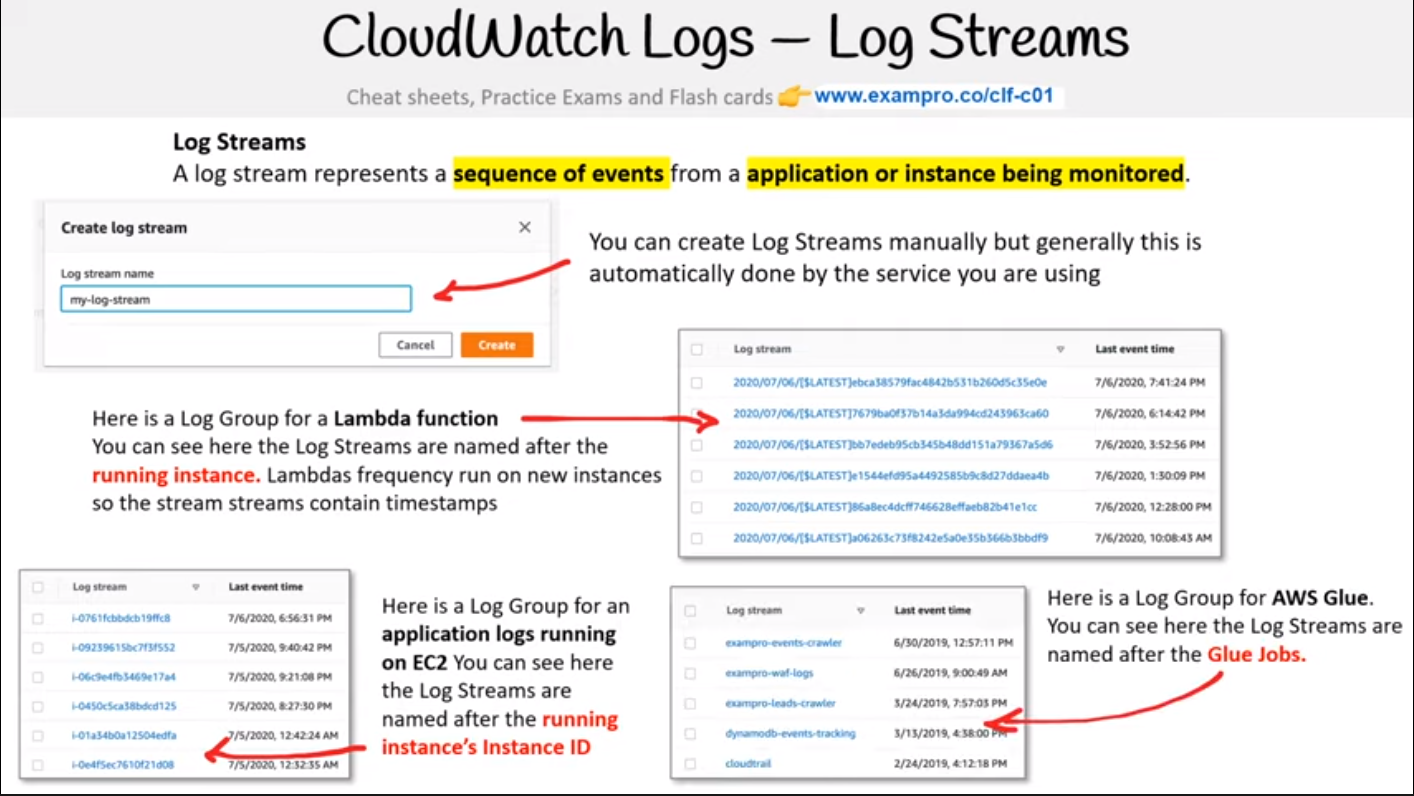 CloudWatch Logs – Log Streams
Cheat sheets, Practice Exams and Flash cards 👉 www.exampro.co/clf-c01
Log Streams
A log stream represents a sequence of events from a application or instance being monitored.
Create log stream
Log stream name
my-log-stream
Cancel
Create
You can create Log Streams manually but generally this is
automatically done by the service you are using
Here is a Log Group for a Lambda function
You can see here the Log Streams are named after the
running instance. Lambdas frequency run on new instances
so the stream streams contain timestamps
Log stream Last event time
2020/07/06/[$LATEST]ebca38579fac4842b531b260d5c35e0e 7/6/2020, 7:41:24 PM
2020/07/06/[$LATEST]7679ba0f37b14a3da994cd243963ca60 7/6/2020, 6:14:42 PM
2020/07/06/[$LATEST]bb7edeb95cb345b48dd151a79367a5d6 7/6/2020, 3:52:56 PM
2020/07/06/[$LATEST]e1544efd95a4492585b9c8d27ddaea4b 7/6/2020, 1:30:09 PM
2020/07/06/[$LATEST]86a8ec4dcff746628effaeb82b41e1cc 7/6/2020, 12:28:00 PM
2020/07/06/[$LATEST]a06263c73f8242e5a0e35b366b3bbdf9 7/6/2020, 10:08:43 AM
Log stream Last event time
i-0761fcbbdcb19ffc8 7/6/2020, 6:56:31 PM
i-09239615bc7f3f552 7/5/2020, 9:40:42 PM
i-06c9e4fb3469e17a4 7/5/2020, 9:21:08 PM
i-0450c5ca38bdcd125 7/5/2020, 8:27:30 PM
i-01a34b0a12504edfa 7/5/2020, 12:42:24 AM
i-0e4f5ec7610f21d08 7/5/2020, 12:32:35 AM
Here is a Log Group for an
application logs running
on EC2 You can see here
the Log Streams are
named after the running
instance's Instance ID
Log stream Last event time
exampro-events-crawler 6/30/2019, 12:57:11 PM
exampro-waf-logs 6/26/2019, 9:00:49 AM
exampro-leads-crawler 3/24/2019, 7:57:03 PM
dynamodb-events-tracking 3/13/2019, 4:38:00 PM
cloudtrail 2/24/2019, 4:12:18 PM
Here is a Log Group for AWS Glue.
You can see here the Log Streams are
named after the Glue Jobs.